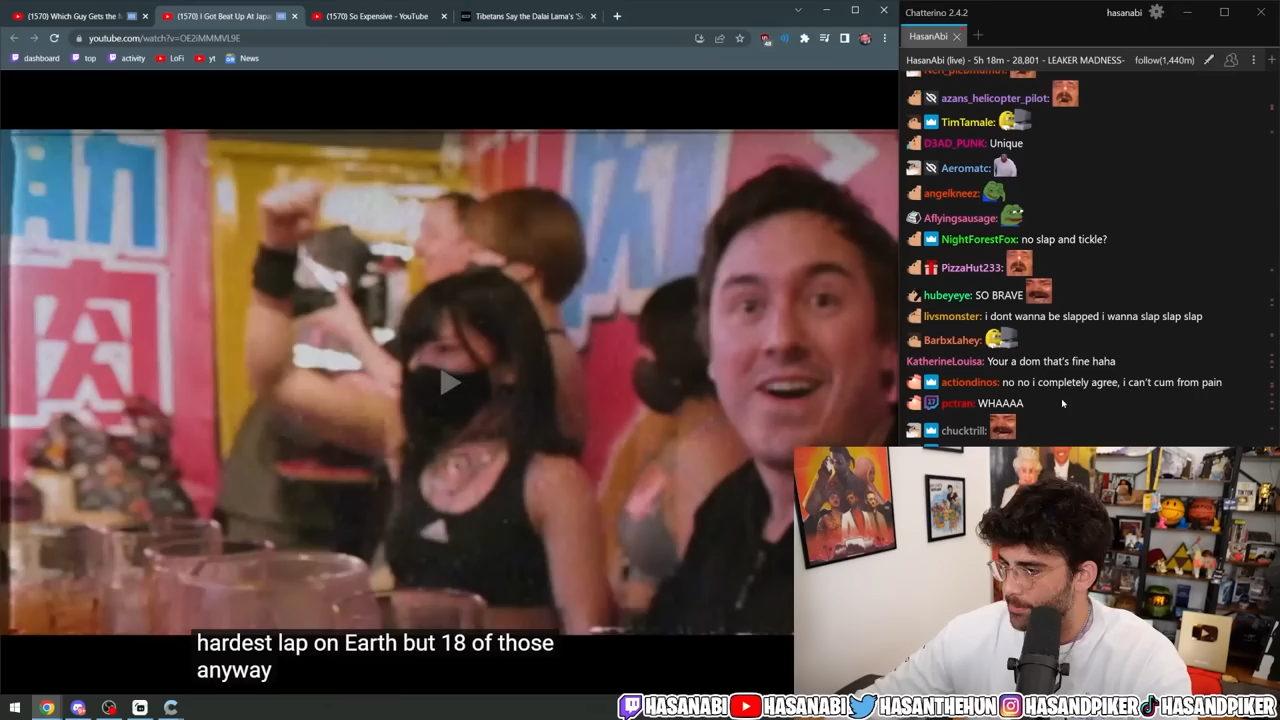 (1570) Which Guy Gets the M
(1570) I Got Beat Up At Japa
(1570) So Expensive - YouTube
Tibetans Say the Dalai Lama's 'Su
youtube.com/watch?v=OE2iMMMVL9E
dashboard
top
activity
LoFi
yt
News
助
hardest lap on Earth but 18 of those
anyway
Chatterino 2.4.2
hasanabi
HasanAbi
HasanAbi (live) - 5h 18m - 28,801 - LEAKER MADNESS-
follow(1,440m)
azans_helicopter_pilot:
TimTamale:
D3AD_PUNK: Unique
Aeromatc:
angeikneez:
Aflyingsausage:
NightForestFox: no slap and tickle?
PizzaHut233:
hubeyeye: SO BRAVE
livsmonster: i dont wanna be slapped i wanna slap slap slap
BarbxLahey:
KatherineLouisa: Your a dom that's fine haha
actiondinos: no no i completely agree, i can't cum from pain
pctran: WHAAAA
chucktrill:
HASANABI
HASANABI
HASANTHEHUN
HASANDPIKER
HASANDPIKER